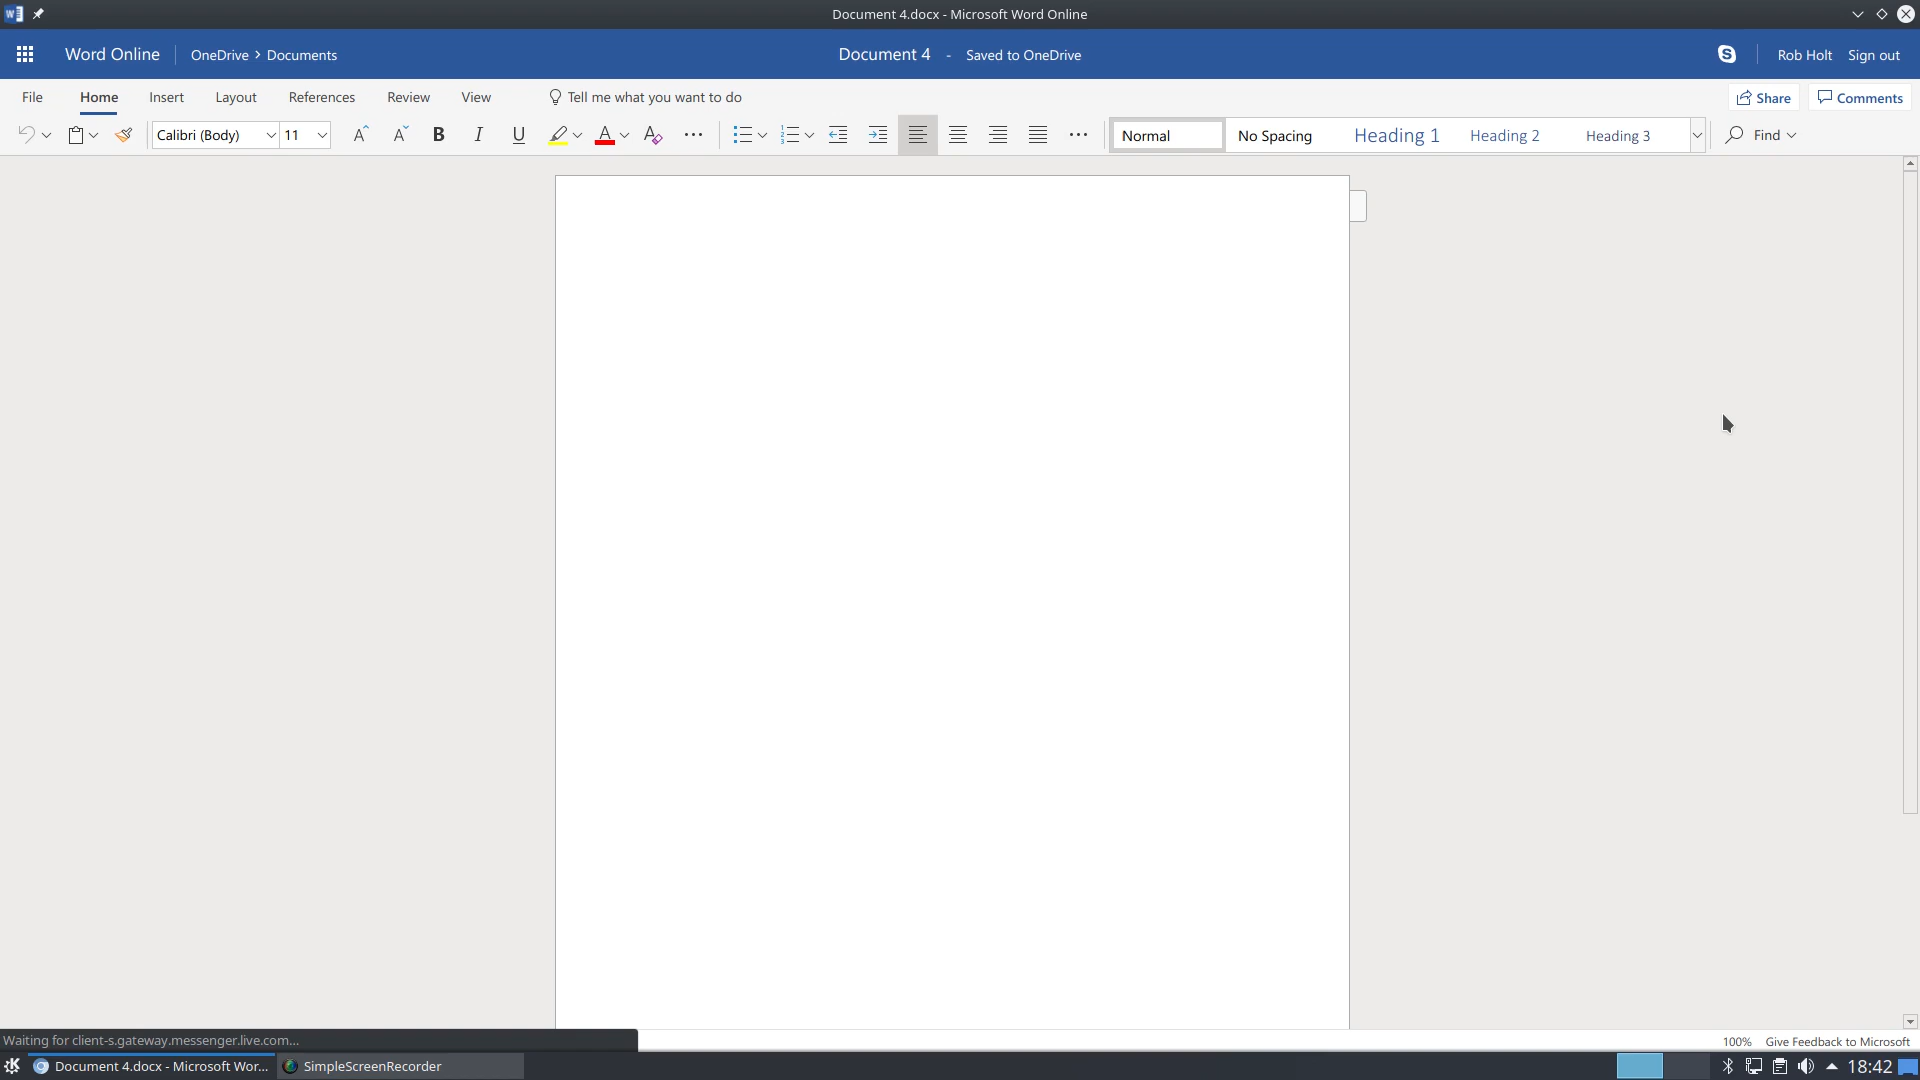 Document 4.docx - Microsoft Word Online
Word Online OneDrive > Documents Document 4 - Saved to OneDrive Rob Holt Sign out
File Home Insert Layout References Review View Tell me what you want to do Share Comments
Calibri (Body) 11 A A B I U A A Normal No Spacing Heading 1 Heading 2 Heading 3 Find
Waiting for client-s.gateway.messenger.live.com...
100% Give Feedback to Microsoft
Document 4.docx - Microsoft Wor... SimpleScreenRecorder 18:42